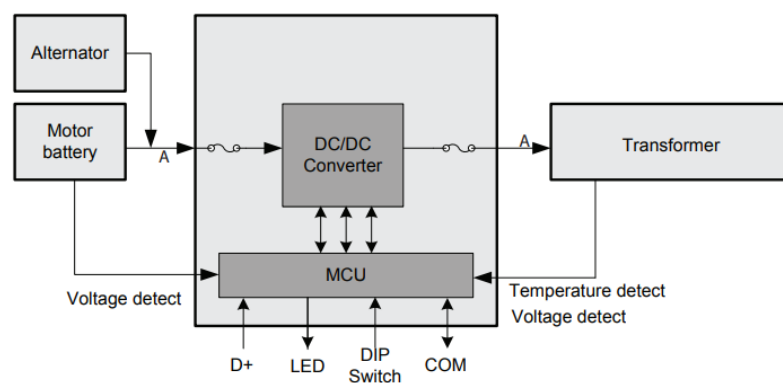 Alternator
Motor
battery
A
DC/DC
Converter
A
Transformer
MCU
Voltage detect
Temperature detect
Voltage detect
D+
LED
DIP
Switch
COM